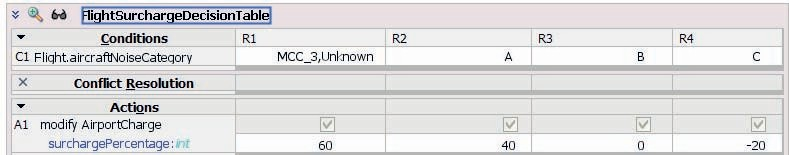 FlightSurchargeDecisionTable
Conditions R1 R2 R3 R4
C1 Flight.aircraftNoiseCategory MCC_3,Unknown A B C
Conflict Resolution
Actions
A1 modify AirportCharge
surchargePercentage:int 60 40 0 -20